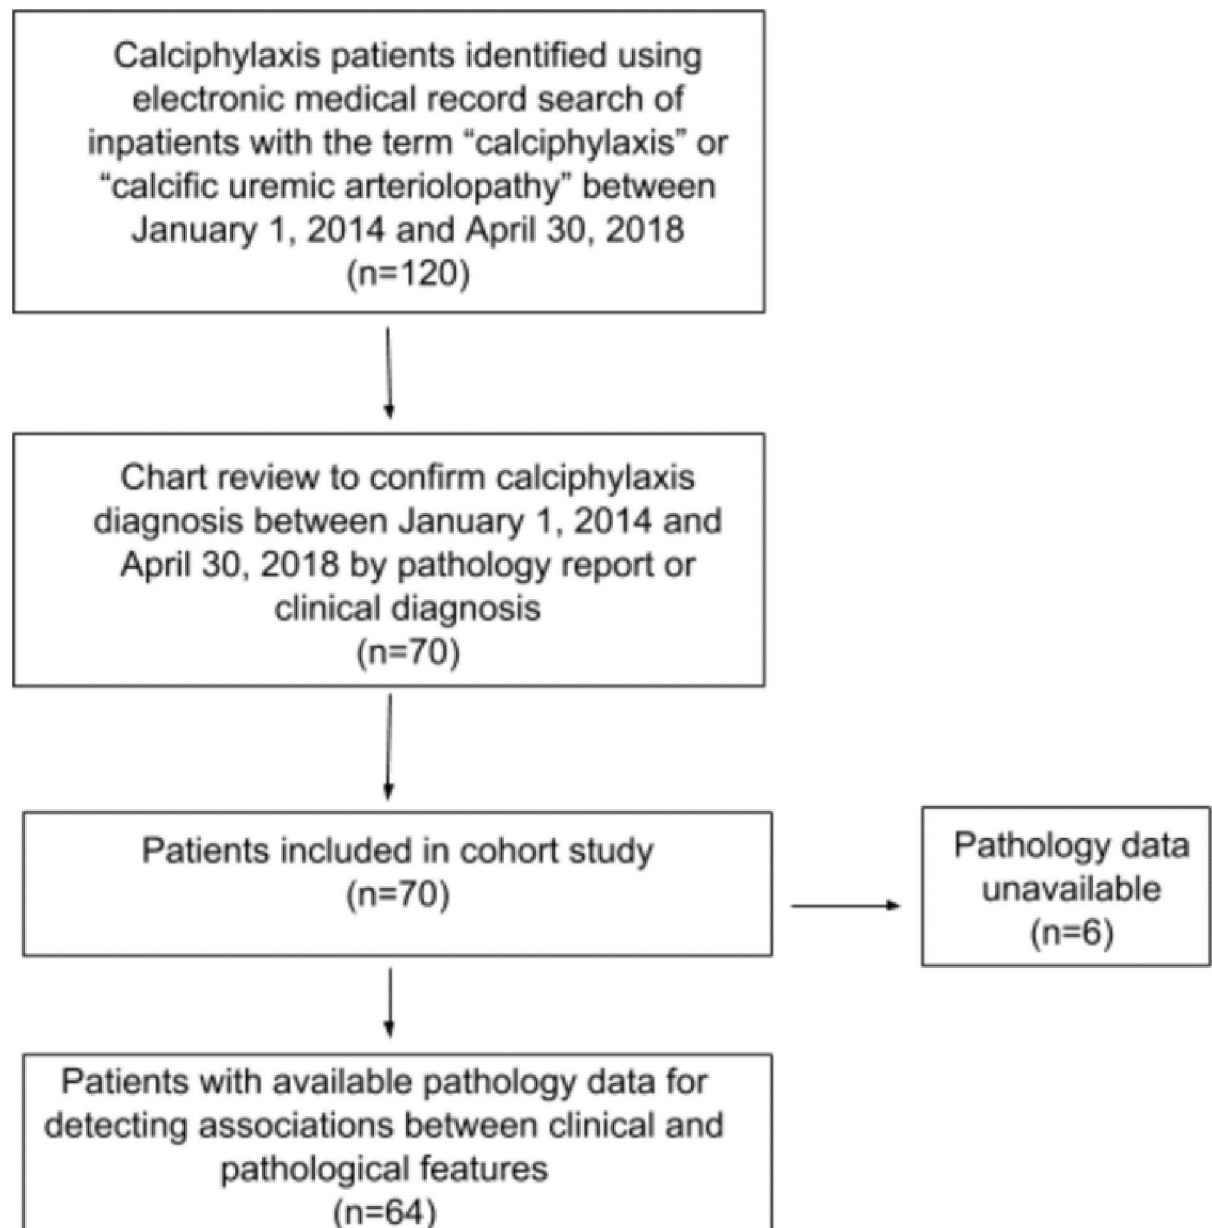 Calciphylaxis patients identified using
electronic medical record search of
inpatients with the term “calciphylaxis” or
“calcific uremic arteriolopathy” between
January 1, 2014 and April 30, 2018
(n=120)
Chart review to confirm calciphylaxis
diagnosis between January 1, 2014 and
April 30, 2018 by pathology report or
clinical diagnosis
(n=70)
Patients included in cohort study
(n=70)
Pathology data
unavailable
(n=6)
Patients with available pathology data for
detecting associations between clinical and
pathological features
(n=64)